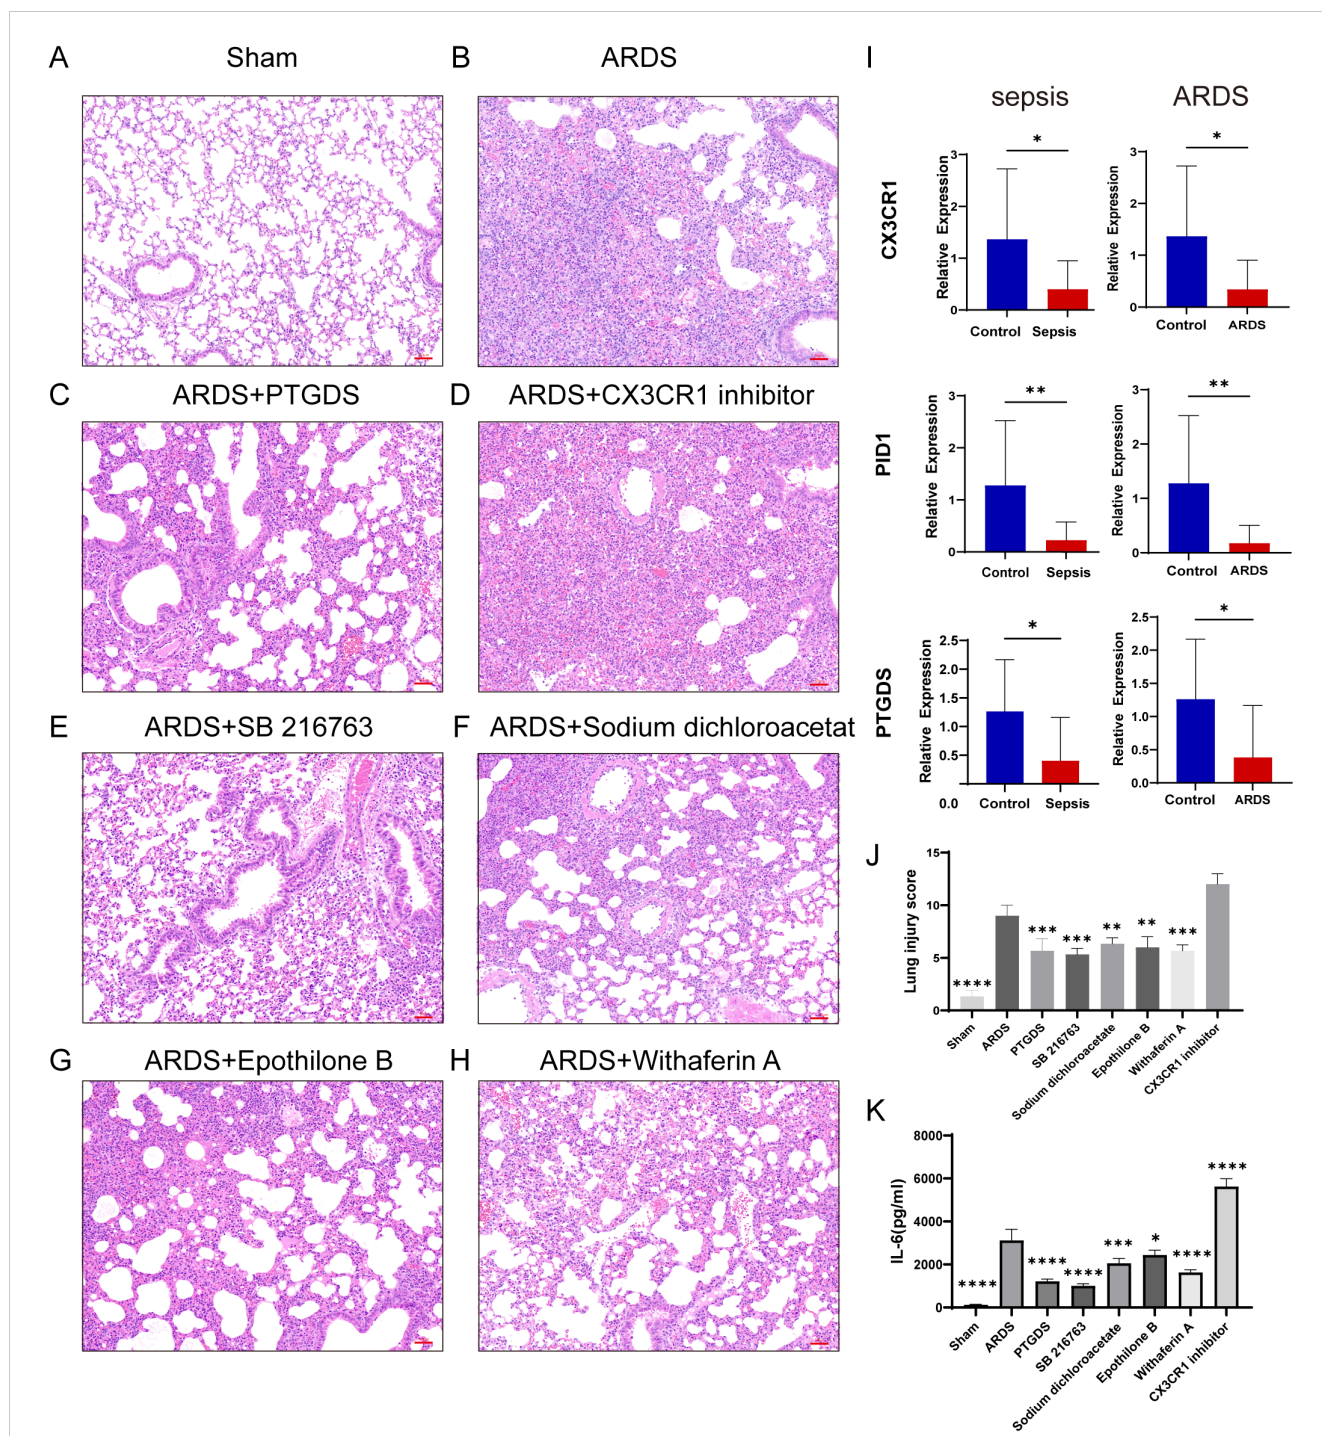 A Sham
B ARDS
C ARDS+PTGDS
D ARDS+CX3CR1 inhibitor
E ARDS+SB 216763
F ARDS+Sodium dichloroacetat
G ARDS+Epothilone B
H ARDS+Withaferin A
I
sepsis ARDS
CX3CR1
Relative Expression
3
2
1
0
*
Control Sepsis
Relative Expression
3
2
1
0
*
Control ARDS
PID1
Relative Expression
3
2
1
0
**
Control Sepsis
Relative Expression
3
2
1
0
**
Control ARDS
PTGDS
Relative Expression
2.5
2.0
1.5
1.0
0.5
0.0
*
Control Sepsis
Relative Expression
2.5
2.0
1.5
1.0
0.5
0.0
*
Control ARDS
J
Lung injury score
15
10
5
0
**** *** *** ** ** ***
Sham
ARDS
PTGDS
SB 216763
Sodium dichloroacetate
Epothilone B
Withaferin A
CX3CR1 inhibitor
K
IL-6(pg/ml)
8000
6000
4000
2000
0
**** **** **** *** * **** ****
Sham
ARDS
PTGDS
SB 216763
Sodium dichloroacetate
Epothilone B
Withaferin A
CX3CR1 inhibitor